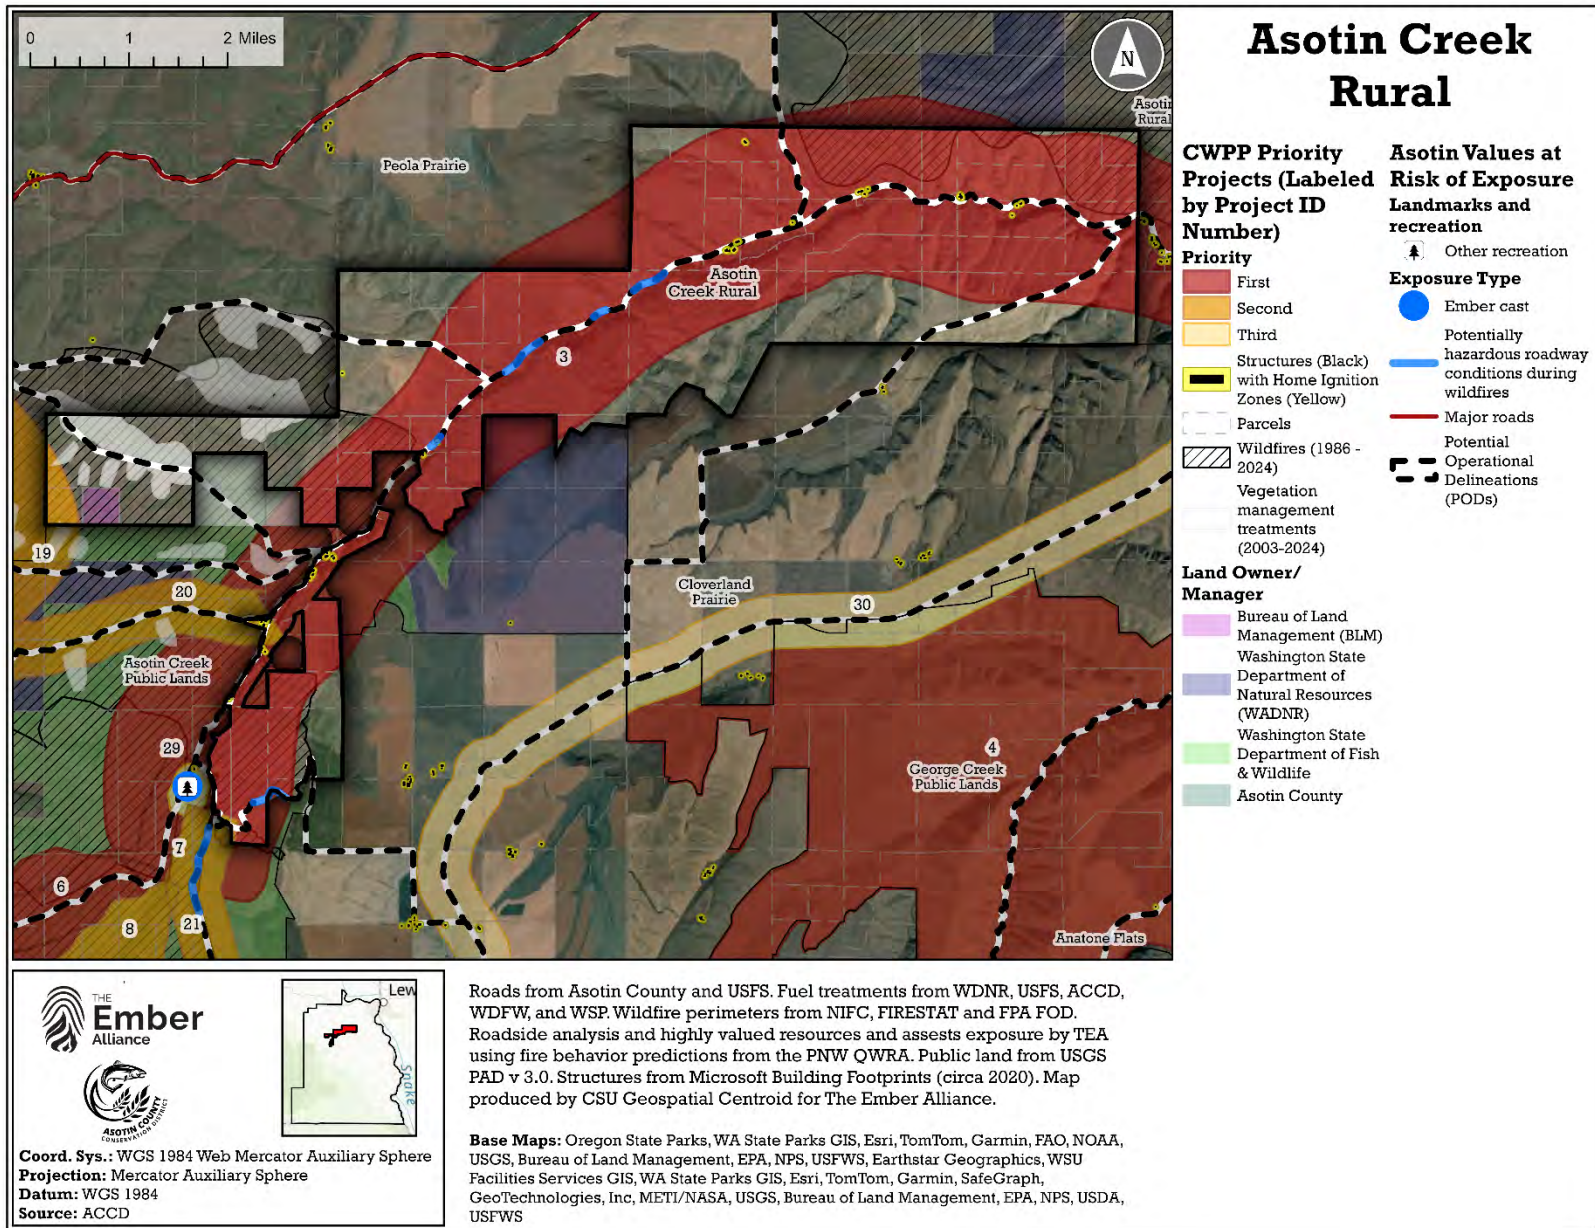 0 1 2 Miles
N
Asotin
Rural
Peola Prairie
Asotin
Creek Rural
3
19
20
Cloverland
Prairie
30
Asotin Creek
Public Lands
29
4
George Creek
Public Lands
7
6
8
21
Anatone Flats
Asotin Creek
Rural
CWPP Priority
Projects (Labeled
by Project ID
Number)
Priority
First
Second
Third
Structures (Black)
with Home Ignition
Zones (Yellow)
Parcels
Wildfires (1986 -
2024)
Vegetation
management
treatments
(2003-2024)
Land Owner/
Manager
Bureau of Land
Management (BLM)
Washington State
Department of
Natural Resources
(WADNR)
Washington State
Department of Fish
& Wildlife
Asotin County
Asotin Values at
Risk of Exposure
Landmarks and
recreation
Other recreation
Exposure Type
Ember cast
Potentially
hazardous roadway
conditions during
wildfires
Major roads
Potential
Operational
Delineations
(PODs)
THE
Ember
Alliance
ASOTIN COUNTY
CONSERVATION DISTRICT
Lew
Snake
Coord. Sys.: WGS 1984 Web Mercator Auxiliary Sphere
Projection: Mercator Auxiliary Sphere
Datum: WGS 1984
Source: ACCD
Roads from Asotin County and USFS. Fuel treatments from WDNR, USFS, ACCD,
WDFW, and WSP. Wildfire perimeters from NIFC, FIRESTAT and FPA FOD.
Roadside analysis and highly valued resources and assests exposure by TEA
using fire behavior predictions from the PNW QWRA. Public land from USGS
PAD v 3.0. Structures from Microsoft Building Footprints (circa 2020). Map
produced by CSU Geospatial Centroid for The Ember Alliance.
Base Maps: Oregon State Parks, WA State Parks GIS, Esri, TomTom, Garmin, FAO, NOAA,
USGS, Bureau of Land Management, EPA, NPS, USFWS, Earthstar Geographics, WSU
Facilities Services GIS, WA State Parks GIS, Esri, TomTom, Garmin, SafeGraph,
GeoTechnologies, Inc, METI/NASA, USGS, Bureau of Land Management, EPA, NPS, USDA,
USFWS